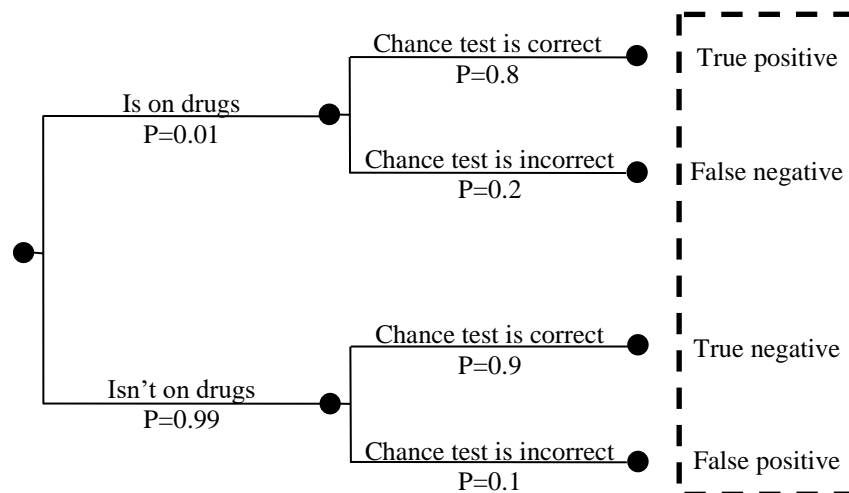 Chance test is correct
P=0.8
True positive
Is on drugs
P=0.01
Chance test is incorrect
P=0.2
False negative
Chance test is correct
P=0.9
True negative
Isn’t on drugs
P=0.99
Chance test is incorrect
P=0.1
False positive